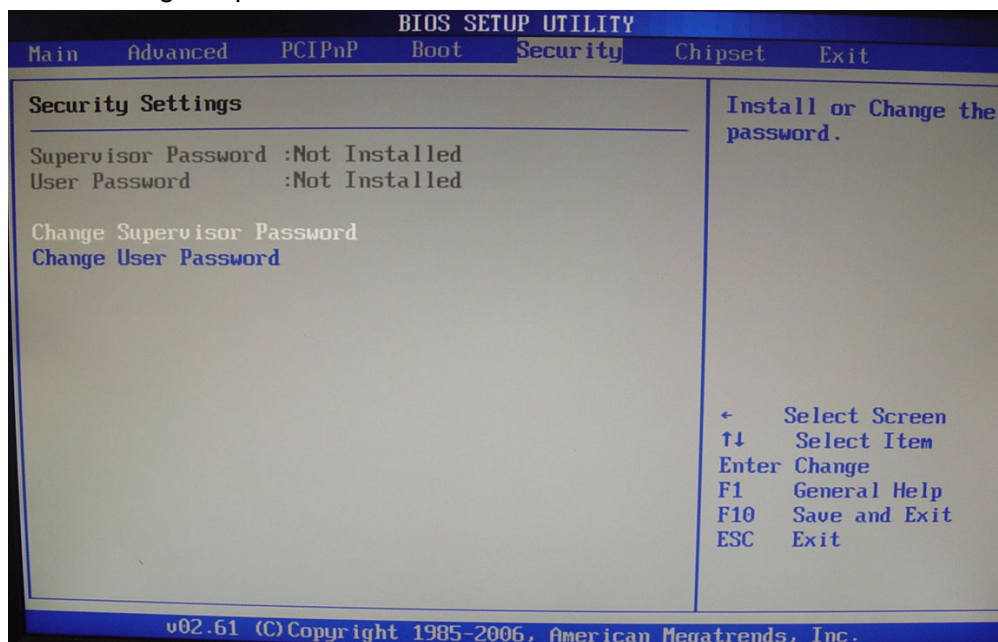 BIOS SETUP UTILITY
Main Advanced PCIPnP Boot Security Chipset Exit
Security Settings
Supervisor Password :Not Installed
User Password :Not Installed
Change Supervisor Password
Change User Password
Install or Change the
password.
← Select Screen
↑↓ Select Item
Enter Change
F1 General Help
F10 Save and Exit
ESC Exit
v02.61 (C)Copyright 1985-2006, American Megatrends, Inc.